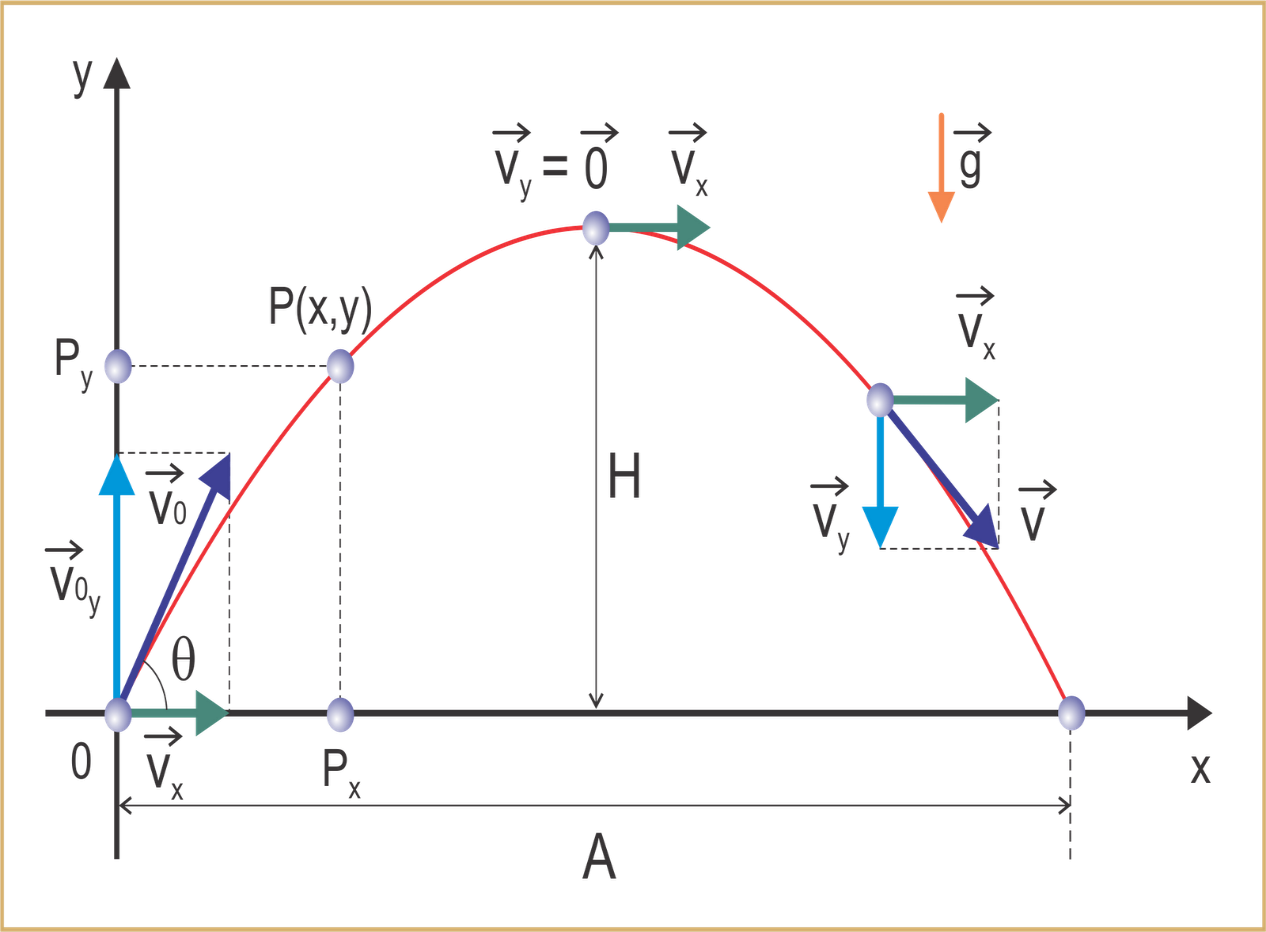 y
v⃗y = 0⃗ v⃗x
g⃗
P(x,y)
v⃗x
Py
H
v⃗0
v⃗y
v⃗
v⃗0y
θ
0
v⃗x
Px
x
A